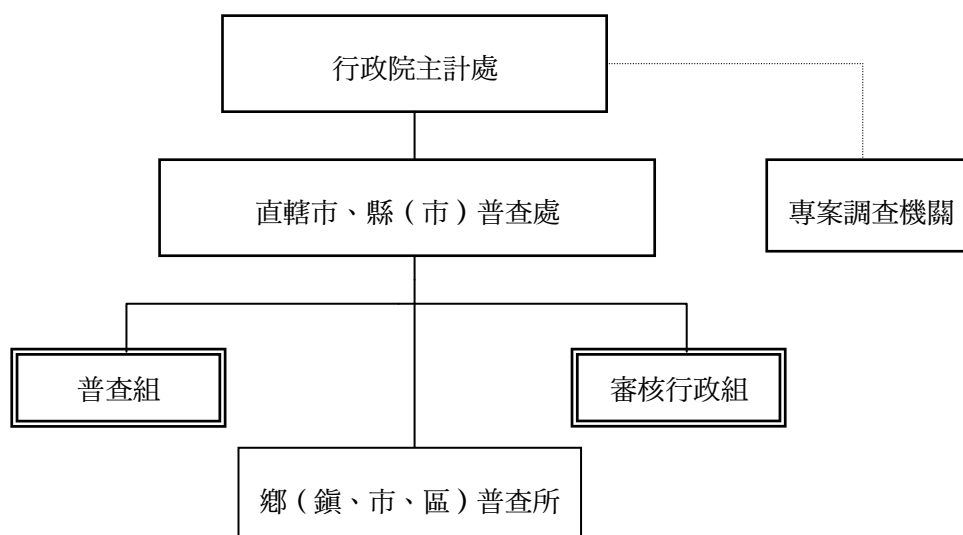 行政院主計處
直轄市、縣（市）普查處
專案調查機關
普查組
審核行政組
鄉（鎮、市、區）普查所